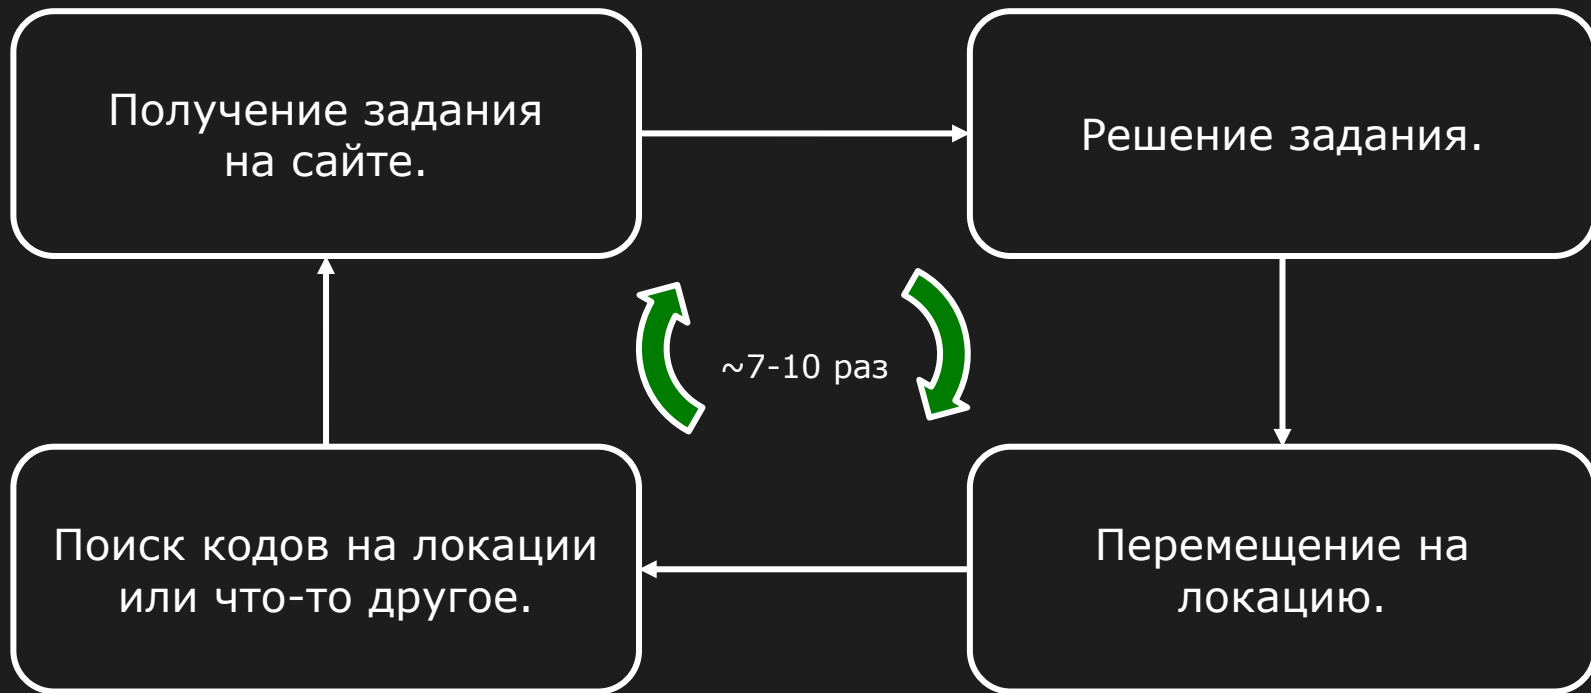 Получение задания
на сайте.
Решение задания.
~7-10 раз
Поиск кодов на локации
или что-то другое.
Перемещение на
локацию.